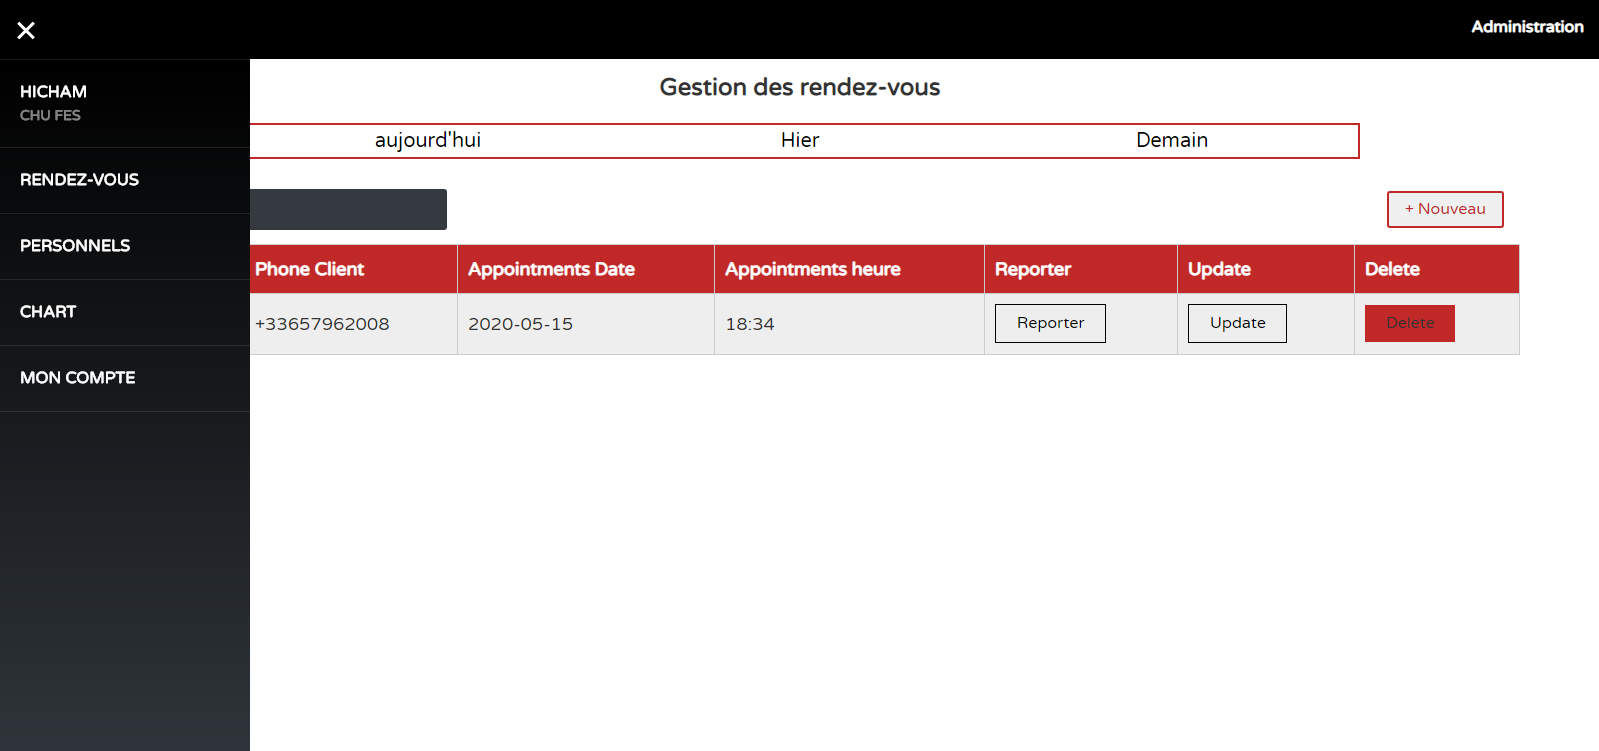 Administration
HICHAM
CHU FES
RENDEZ-VOUS
PERSONNELS
CHART
MON COMPTE
Gestion des rendez-vous
aujourd'hui Hier Demain
+ Nouveau
Phone Client Appointments Date Appointments heure Reporter Update Delete
+33657962008 2020-05-15 18:34 Reporter Update Delete